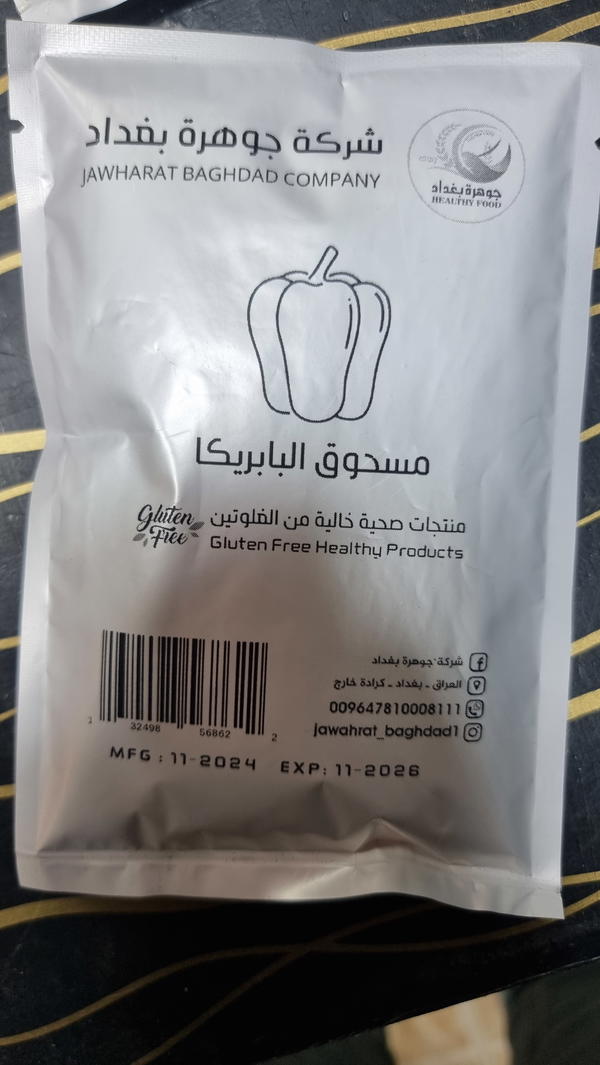 شركة جوهرة بغداد
JAWHARAT BAGHDAD COMPANY
جوهرة بغداد
HEALTHY FOOD
مسحوق البابريكا
Gluten Free
منتجات صحية خالية من الغلوتين
Gluten Free Healthy Products
شركة جوهرة بغداد
العراق - بغداد - كرادة خارج
009647810008111
jawahrat_baghdad1
1 32498 56862 2
MFG : 11-2024 EXP: 11-2026